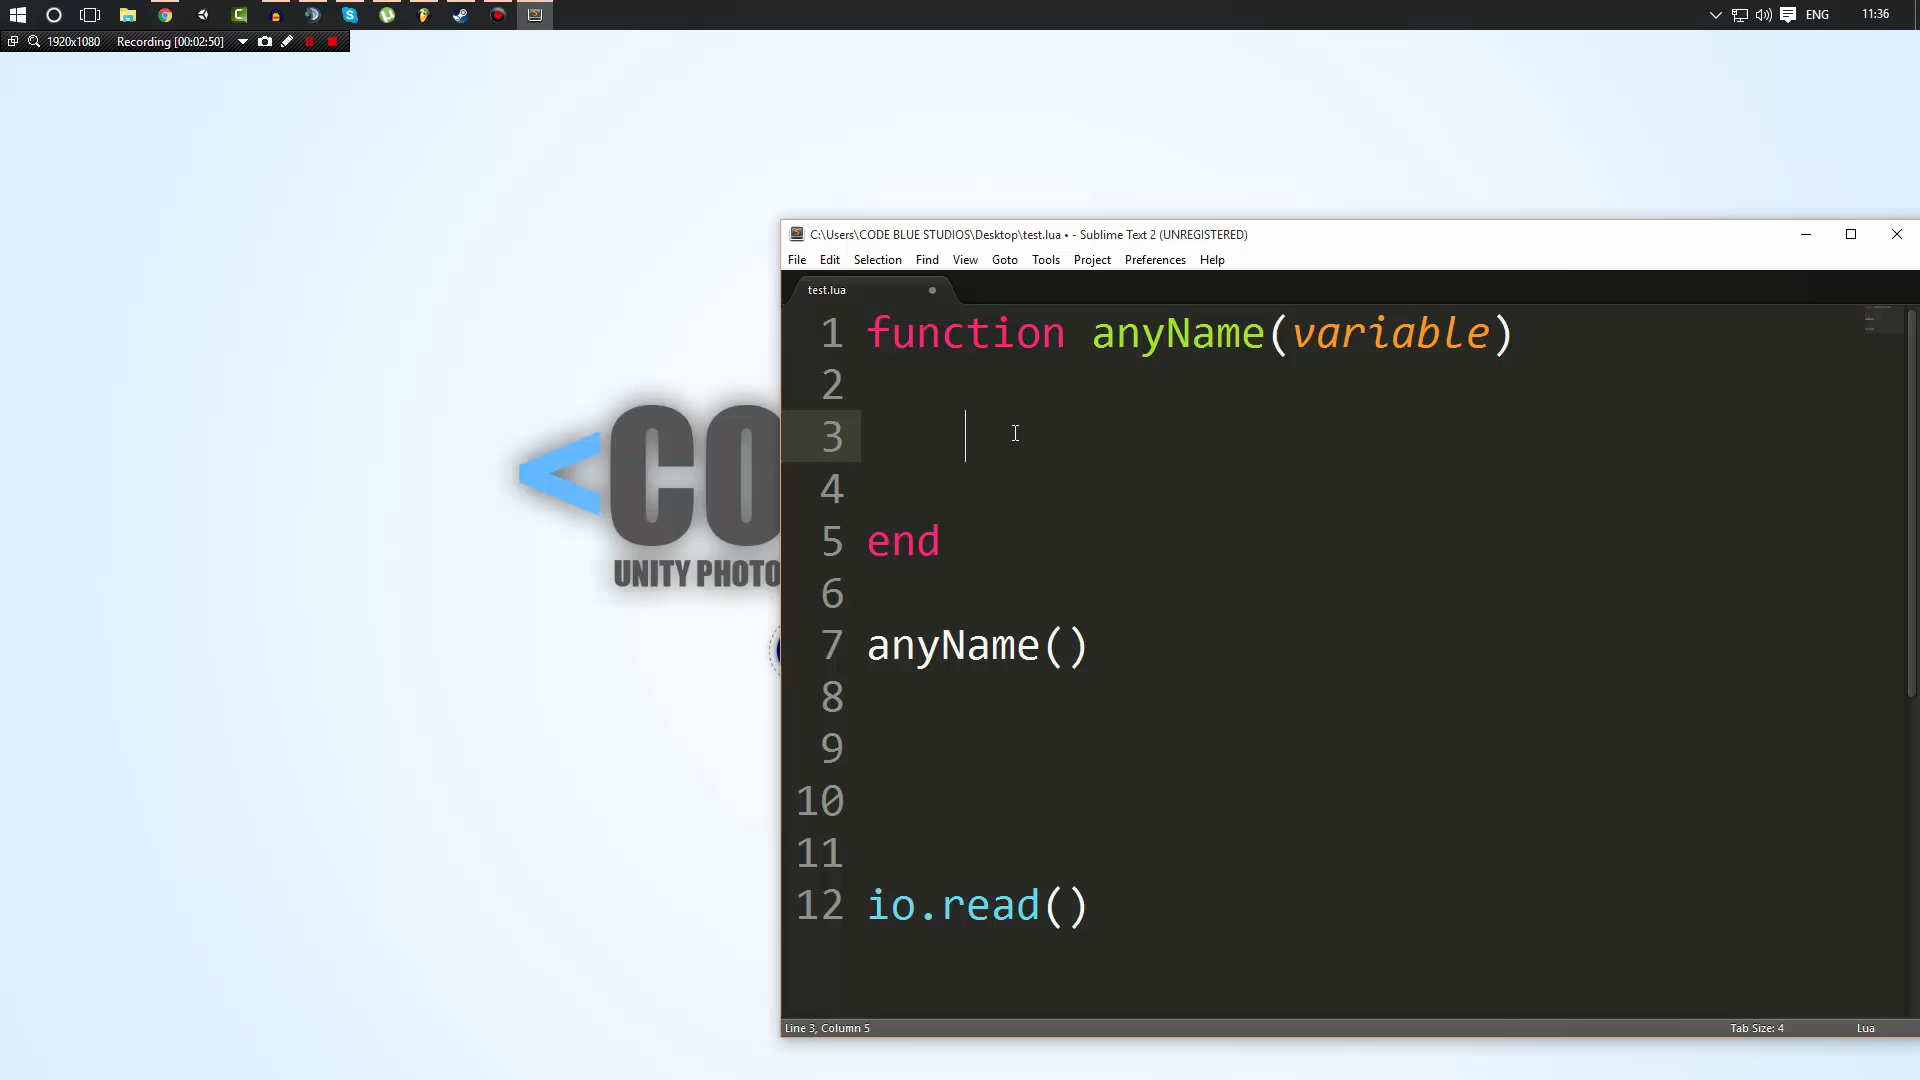 ENG
11:36
1920x1080 Recording [00:02:50]
C:\Users\CODE BLUE STUDIOS\Desktop\test.lua • - Sublime Text 2 (UNREGISTERED)
File Edit Selection Find View Goto Tools Project Preferences Help
test.lua
1 function anyName(variable)
2
3
4
5 end
6
7 anyName()
8
9
10
11
12 io.read()
<CO
UNITY PHOTO
Line 3, Column 5
Tab Size: 4
Lua